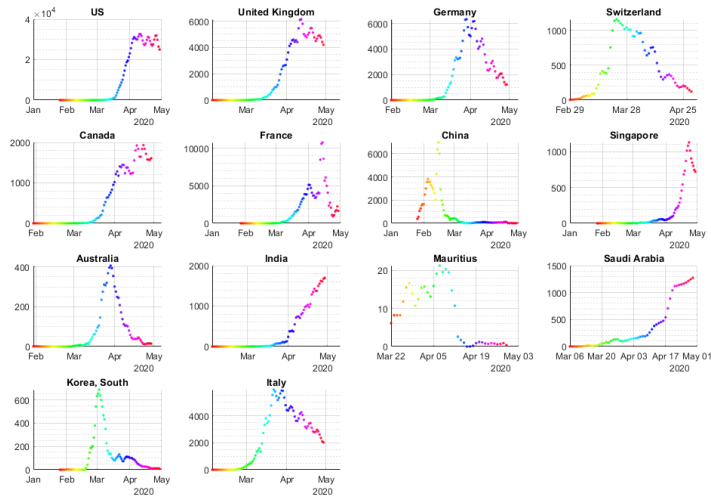 US
×10⁴
4
2
0
Jan Feb Mar Apr May
2020
United Kingdom
6000
4000
2000
0
Feb Mar Apr May
2020
Germany
6000
4000
2000
0
Feb Mar Apr May
2020
Switzerland
1000
500
0
Feb 29 Mar 28 Apr 25
2020
Canada
2000
1000
0
Feb Mar Apr May
2020
France
10000
5000
0
Jan Feb Mar Apr May
2020
China
6000
4000
2000
0
Jan Feb Mar Apr May
2020
Singapore
1000
500
0
Jan Feb Mar Apr May
2020
Australia
400
200
0
Feb Mar Apr May
2020
India
2000
1000
0
Feb Mar Apr May
2020
Mauritius
20
10
0
Mar 22 Apr 05 Apr 19 May 03
2020
Saudi Arabia
1500
1000
500
0
Mar 06 Mar 20 Apr 03 Apr 17 May 01
2020
Korea, South
600
400
200
0
Jan Feb Mar Apr May
2020
Italy
4000
2000
0
Feb Mar Apr May
2020